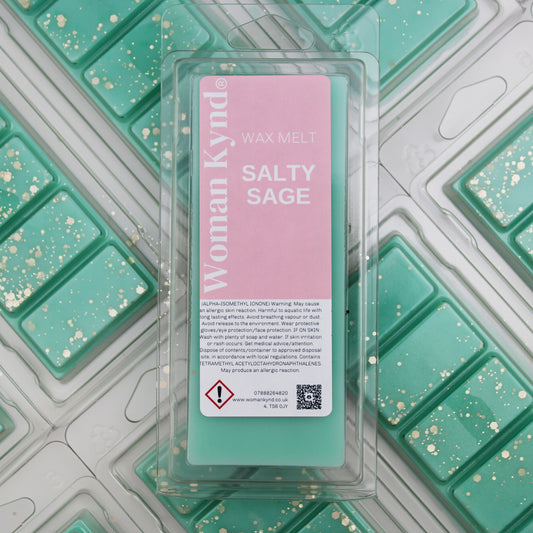 Woman Kynd®
WAX MELT
SALTY
SAGE
(ALPHA-ISOMETHYL IONONE) Warning: May cause
an allergic skin reaction. Harmful to aquatic life with
long lasting effects. Avoid breathing vapour or dust.
Avoid release to the environment. Wear protective
gloves/eye protection/face protection. IF ON SKIN:
Wash with plenty of soap and water. If skin irritation
or rash occurs: Get medical advice/attention.
Dispose of contents/container to approved disposal
site, in accordance with local regulations. Contains
TETRAMETHYL ACETYLOCTAHYDRONAPHTHALENES.
May produce an allergic reaction.
07888264820
www.womankynd.co.uk
4, TS6 0JY